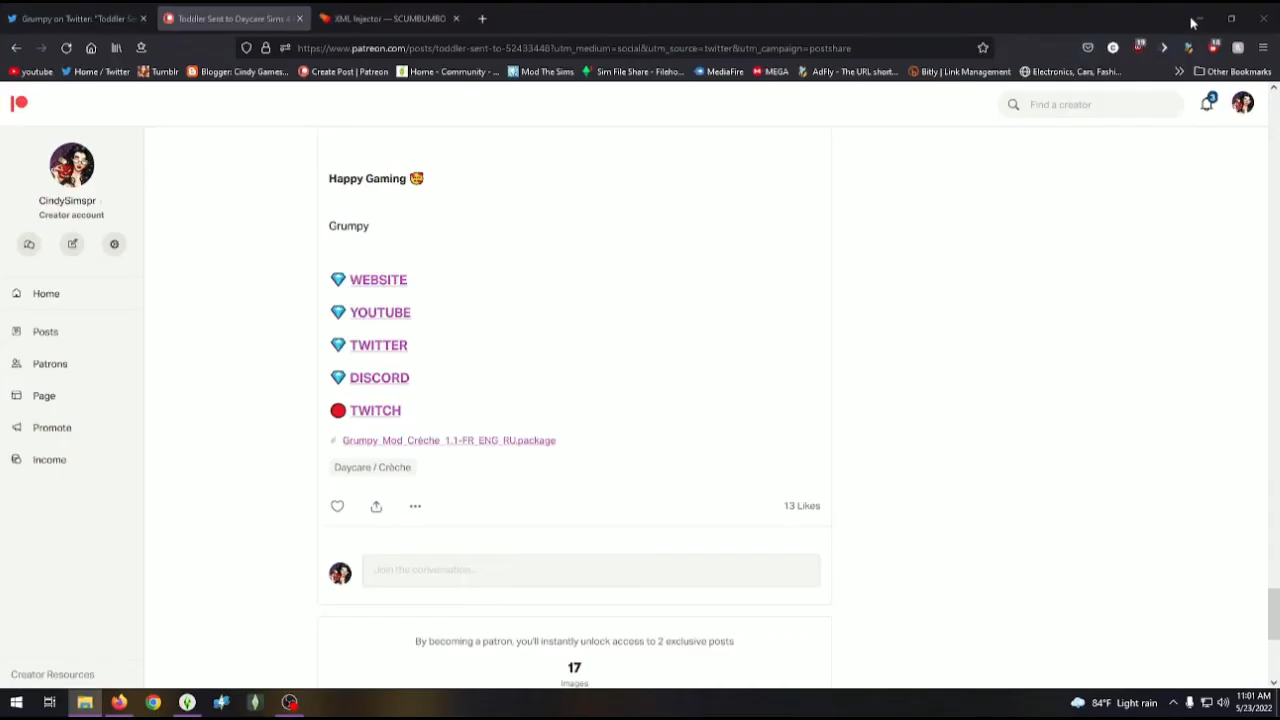 Grumpy on Twitter: "Toddler Se
Toddler Sent to Daycare Sims 4
XML Injector — SCUMBUMBO
https://www.patreon.com/posts/toddler-sent-to-52433448?utm_medium=social&utm_source=twitter&utm_campaign=postshare
youtube
Home / Twitter
Tumblr
Blogger: Cindy Games...
Create Post | Patreon
Home - Community - ...
Mod The Sims
Sim File Share - Fileho...
MediaFire
MEGA
AdFly - The URL short...
Bitly | Link Management
Electronics, Cars, Fashi...
Other Bookmarks
Find a creator
3
CindySimspr
Creator account
Home
Posts
Patrons
Page
Promote
Income
Creator Resources
Happy Gaming
Grumpy
WEBSITE
YOUTUBE
TWITTER
DISCORD
TWITCH
Grumpy_Mod_Crèche_1.1-FR_ENG_RU.package
Daycare / Crèche
13 Likes
Join the conversation...
By becoming a patron, you'll instantly unlock access to 2 exclusive posts
17
Images
84°F Light rain
11:01 AM
5/23/2022